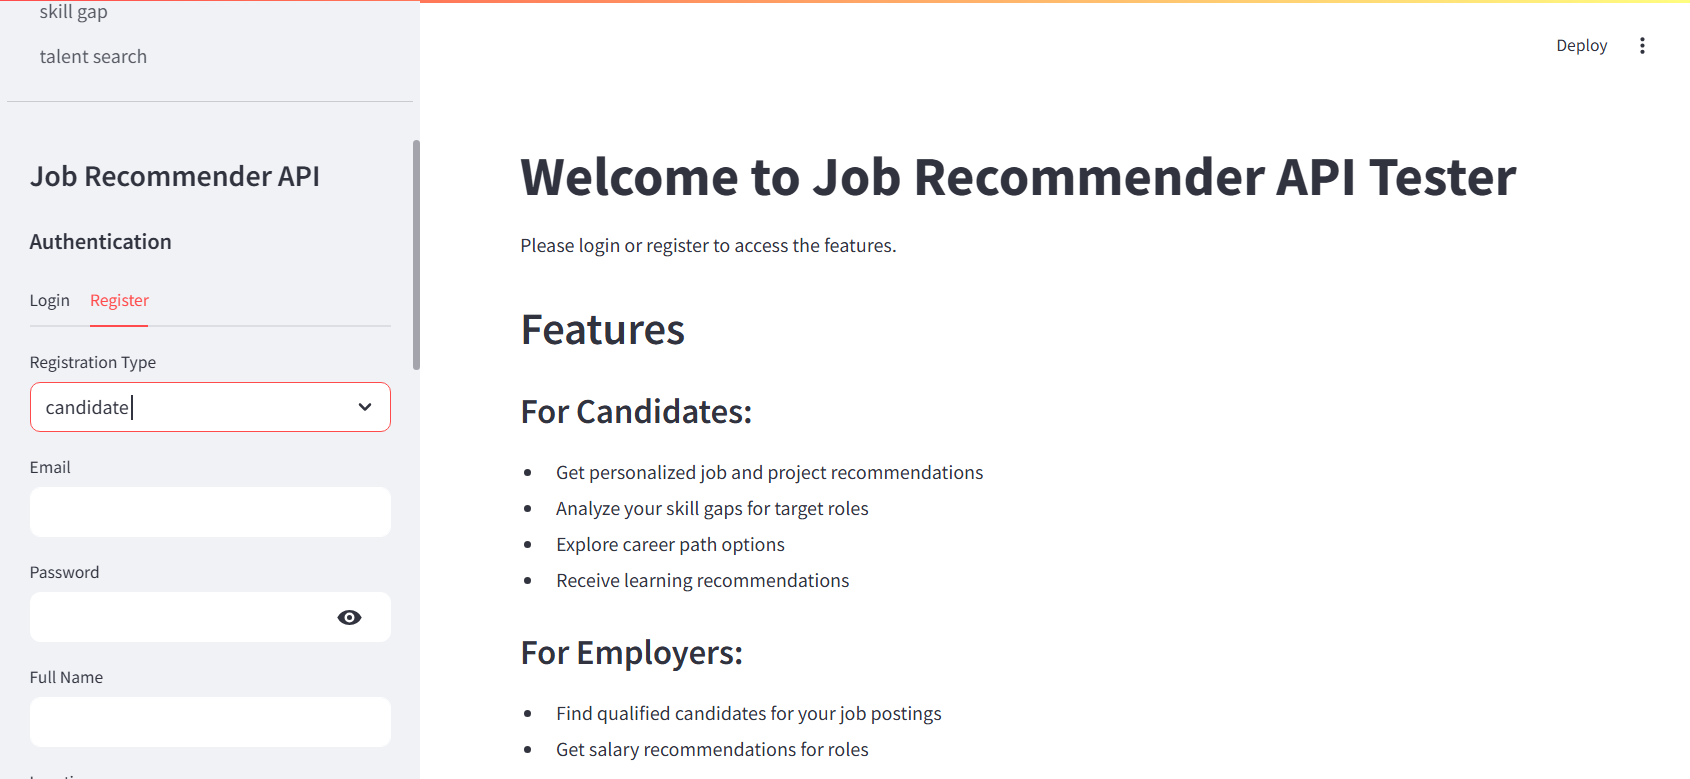 skill gap
talent search
Job Recommender API
Authentication
Login Register
Registration Type
candidate
Email
Password
Full Name
Deploy
Welcome to Job Recommender API Tester
Please login or register to access the features.
Features
For Candidates:
Get personalized job and project recommendations
Analyze your skill gaps for target roles
Explore career path options
Receive learning recommendations
For Employers:
Find qualified candidates for your job postings
Get salary recommendations for roles